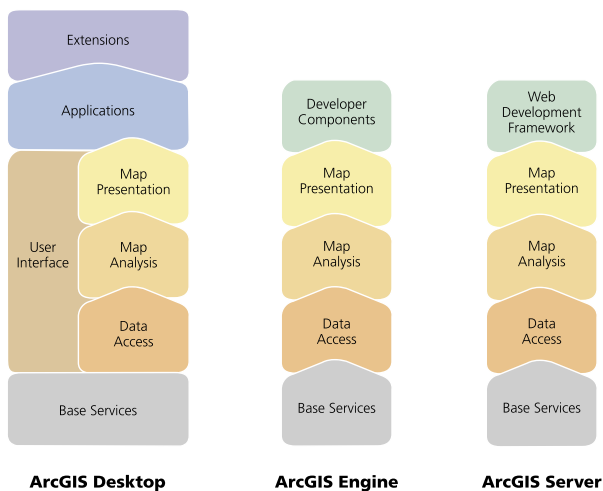 Extensions
Applications
Map
Presentation
User
Interface
Map
Analysis
Data
Access
Base Services
ArcGIS Desktop
Developer
Components
Map
Presentation
Map
Analysis
Data
Access
Base Services
ArcGIS Engine
Web
Development
Framework
Map
Presentation
Map
Analysis
Data
Access
Base Services
ArcGIS Server